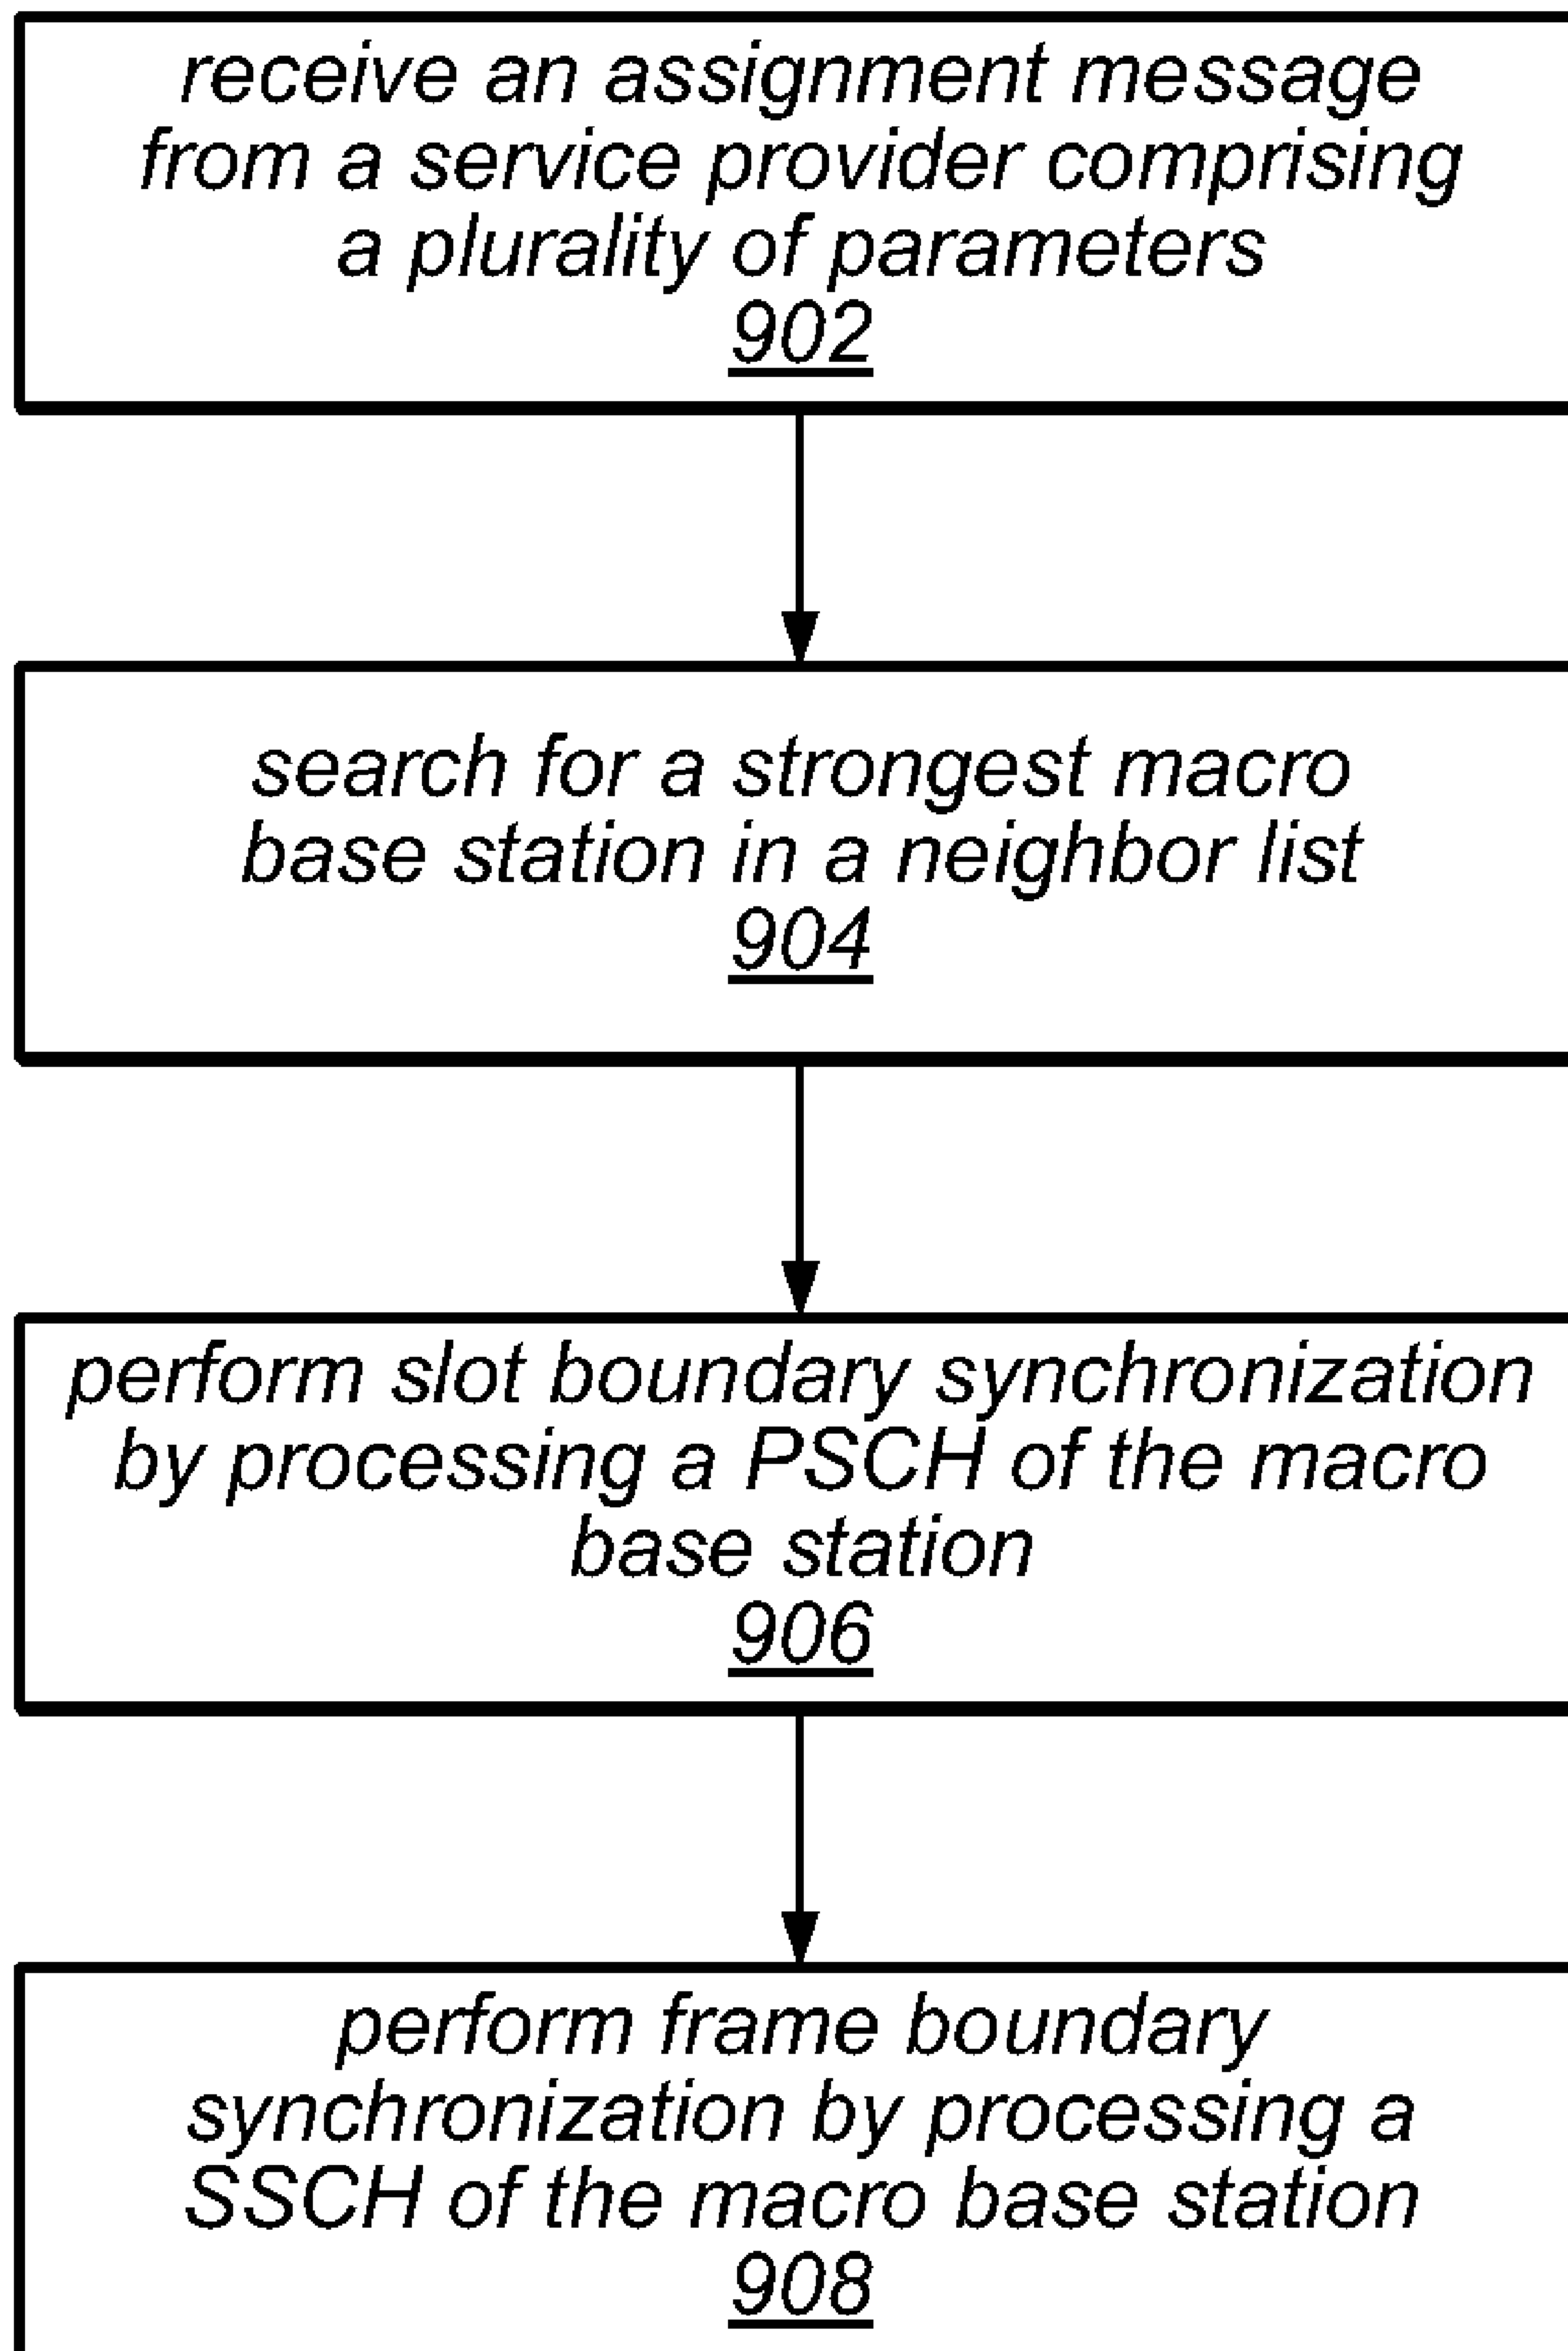 receive an assignment message
from a service provider comprising
a plurality of parameters
902
search for a strongest macro
base station in a neighbor list
904
perform slot boundary synchronization
by processing a PSCH of the macro
base station
906
perform frame boundary
synchronization by processing a
SSCH of the macro base station
908